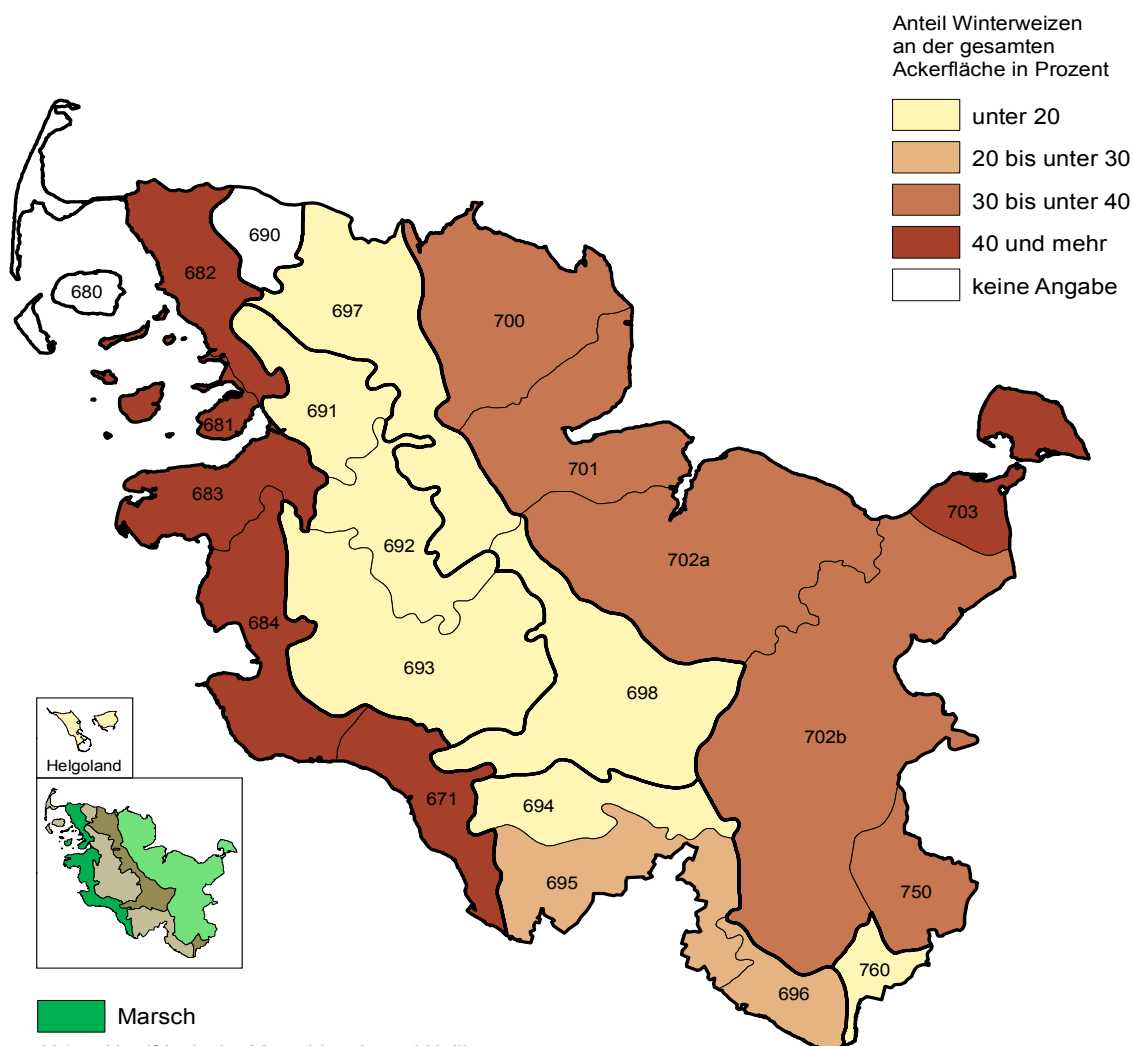 Anteil Winterweizen
an der gesamten
Ackerfläche in Prozent
unter 20
20 bis unter 30
30 bis unter 40
40 und mehr
keine Angabe
690
682
680
697
700
691
681
701
683
703
692
702a
684
693
698
702b
Helgoland
671
694
695
750
760
696
Marsch